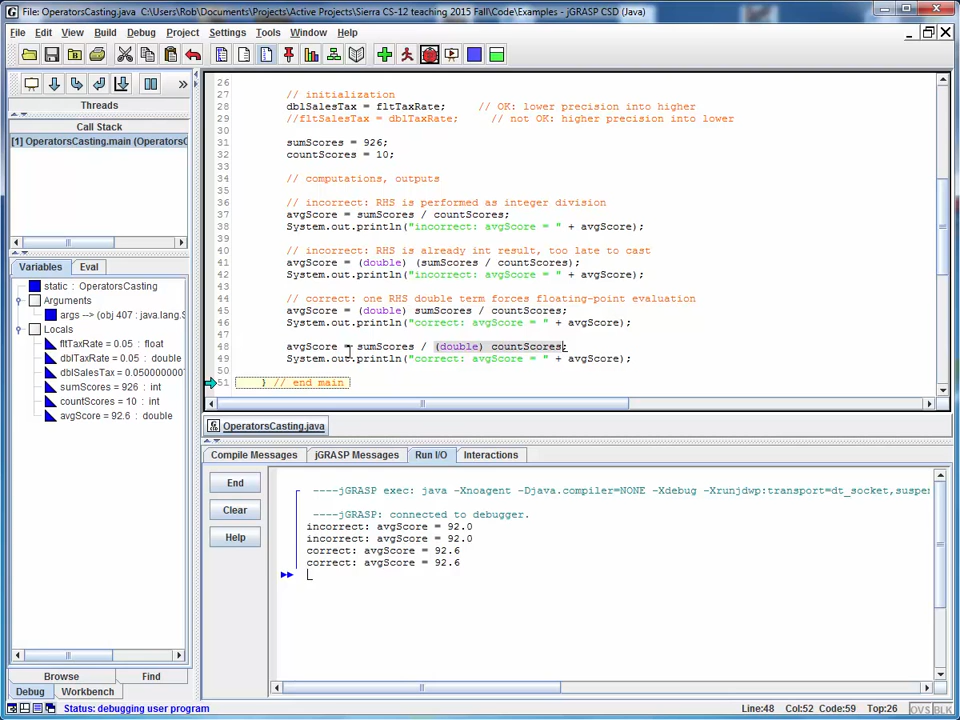 File: OperatorsCasting.java  C:\Users\Rob\Documents\Projects\Active Projects\Sierra CS-12 teaching 2015 Fall\Code\Examples - jGRASP CSD (Java)
File Edit View Build Debug Project Settings Tools Window Help
»
Threads
Call Stack
[1] OperatorsCasting.main (OperatorsC
Variables Eval
static : OperatorsCasting
Arguments
args --> (obj 407 : java.lang.S
Locals
fltTaxRate = 0.05 : float
dblTaxRate = 0.05 : double
dblSalesTax = 0.0500000000
sumScores = 926 : int
countScores = 10 : int
avgScore = 92.6 : double
Browse Find
Debug Workbench
26
27 // initialization
28 dblSalesTax = fltTaxRate; // OK: lower precision into higher
29 //fltSalesTax = dblTaxRate; // not OK: higher precision into lower
30
31 sumScores = 926;
32 countScores = 10;
33
34 // computations, outputs
35
36 // incorrect: RHS is performed as integer division
37 avgScore = sumScores / countScores;
38 System.out.println("incorrect: avgScore = " + avgScore);
39
40 // incorrect: RHS is already int result, too late to cast
41 avgScore = (double) (sumScores / countScores);
42 System.out.println("incorrect: avgScore = " + avgScore);
43
44 // correct: one RHS double term forces floating-point evaluation
45 avgScore = (double) sumScores / countScores;
46 System.out.println("correct: avgScore = " + avgScore);
47
48 avgScore = sumScores / (double) countScores;
49 System.out.println("correct: avgScore = " + avgScore);
50
51 } // end main
OperatorsCasting.java
Compile Messages jGRASP Messages Run I/O Interactions
End
Clear
Help
----jGRASP exec: java -Xnoagent -Djava.compiler=NONE -Xdebug -Xrunjdwp:transport=dt_socket,suspen
----jGRASP: connected to debugger.
incorrect: avgScore = 92.0
incorrect: avgScore = 92.0
correct: avgScore = 92.6
correct: avgScore = 92.6
Status: debugging user program
Line:48 Col:52 Code:59 Top:26 OVS BLK